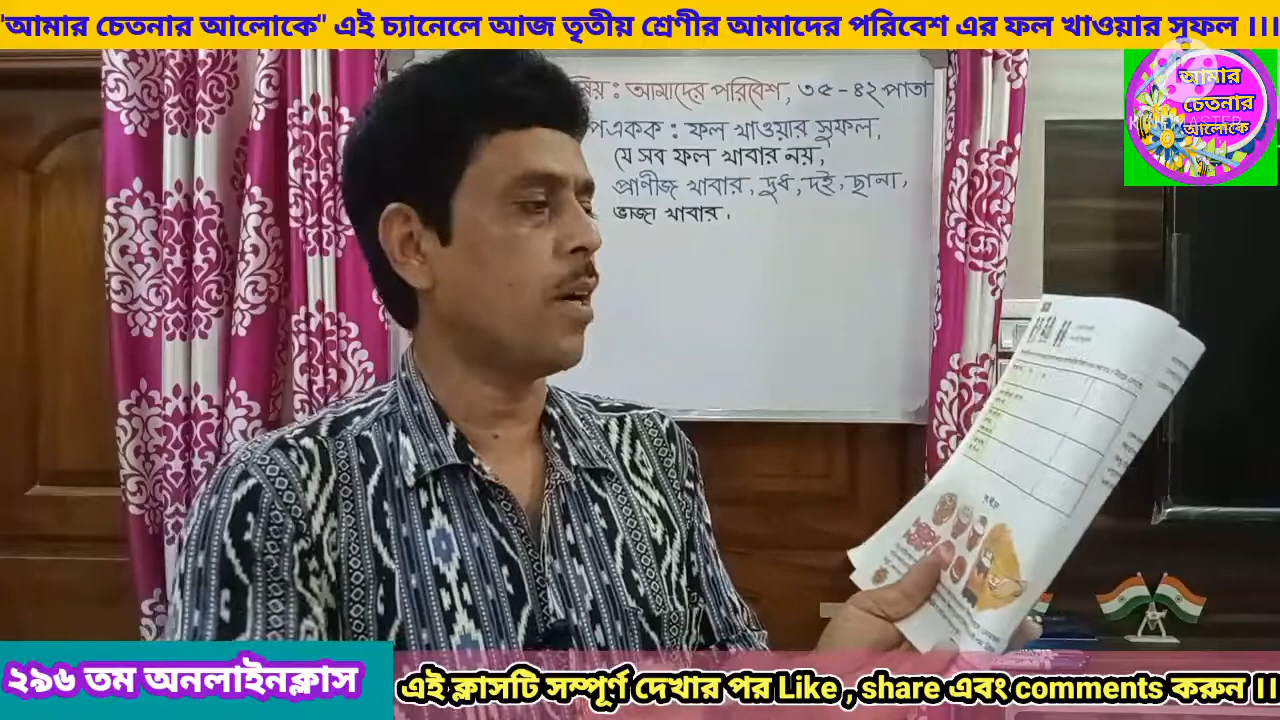 "আমার চেতনার আলোকে" এই চ্যানেলে আজ তৃতীয় শ্রেণীর আমাদের পরিবেশ এর ফল খাওয়ার সুফল ।।।
আমার
চেতনার
আলোকে
: আমাদের পরিবেশ, ৩৫-৪২ পাতা
: ফল খাওয়ার সুফল,
যে সব ফল খাবার নয়,
প্রাণীজ খাবার, দুধ, দই, ছানা,
ভাজা খাবার।
২৯৬ তম অনলাইনক্লাস
এই ক্লাসটি সম্পূর্ণ দেখার পর Like , share এবং comments করুন ।।